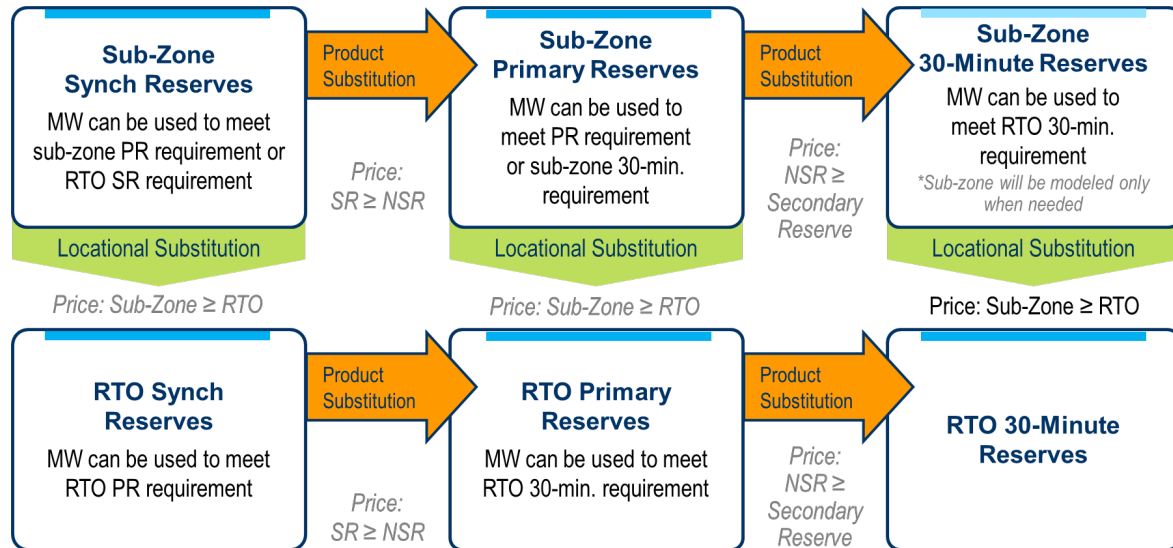 Sub-Zone
Synch Reserves
MW can be used to meet
sub-zone PR requirement or
RTO SR requirement
Product
Substitution
Price:
SR ≥ NSR
Sub-Zone
Primary Reserves
MW can be used to
meet PR requirement
or sub-zone 30-min.
requirement
Product
Substitution
Price:
NSR ≥
Secondary
Reserve
Sub-Zone
30-Minute Reserves
MW can be used to
meet RTO 30-min.
requirement
*Sub-zone will be modeled only
when needed
Locational Substitution
Locational Substitution
Locational Substitution
Price: Sub-Zone ≥ RTO
Price: Sub-Zone ≥ RTO
Price: Sub-Zone ≥ RTO
RTO Synch
Reserves
MW can be used to meet
RTO PR requirement
Product
Substitution
Price:
SR ≥ NSR
RTO Primary
Reserves
MW can be used to meet
RTO 30-min. requirement
Product
Substitution
Price:
NSR ≥
Secondary
Reserve
RTO 30-Minute
Reserves